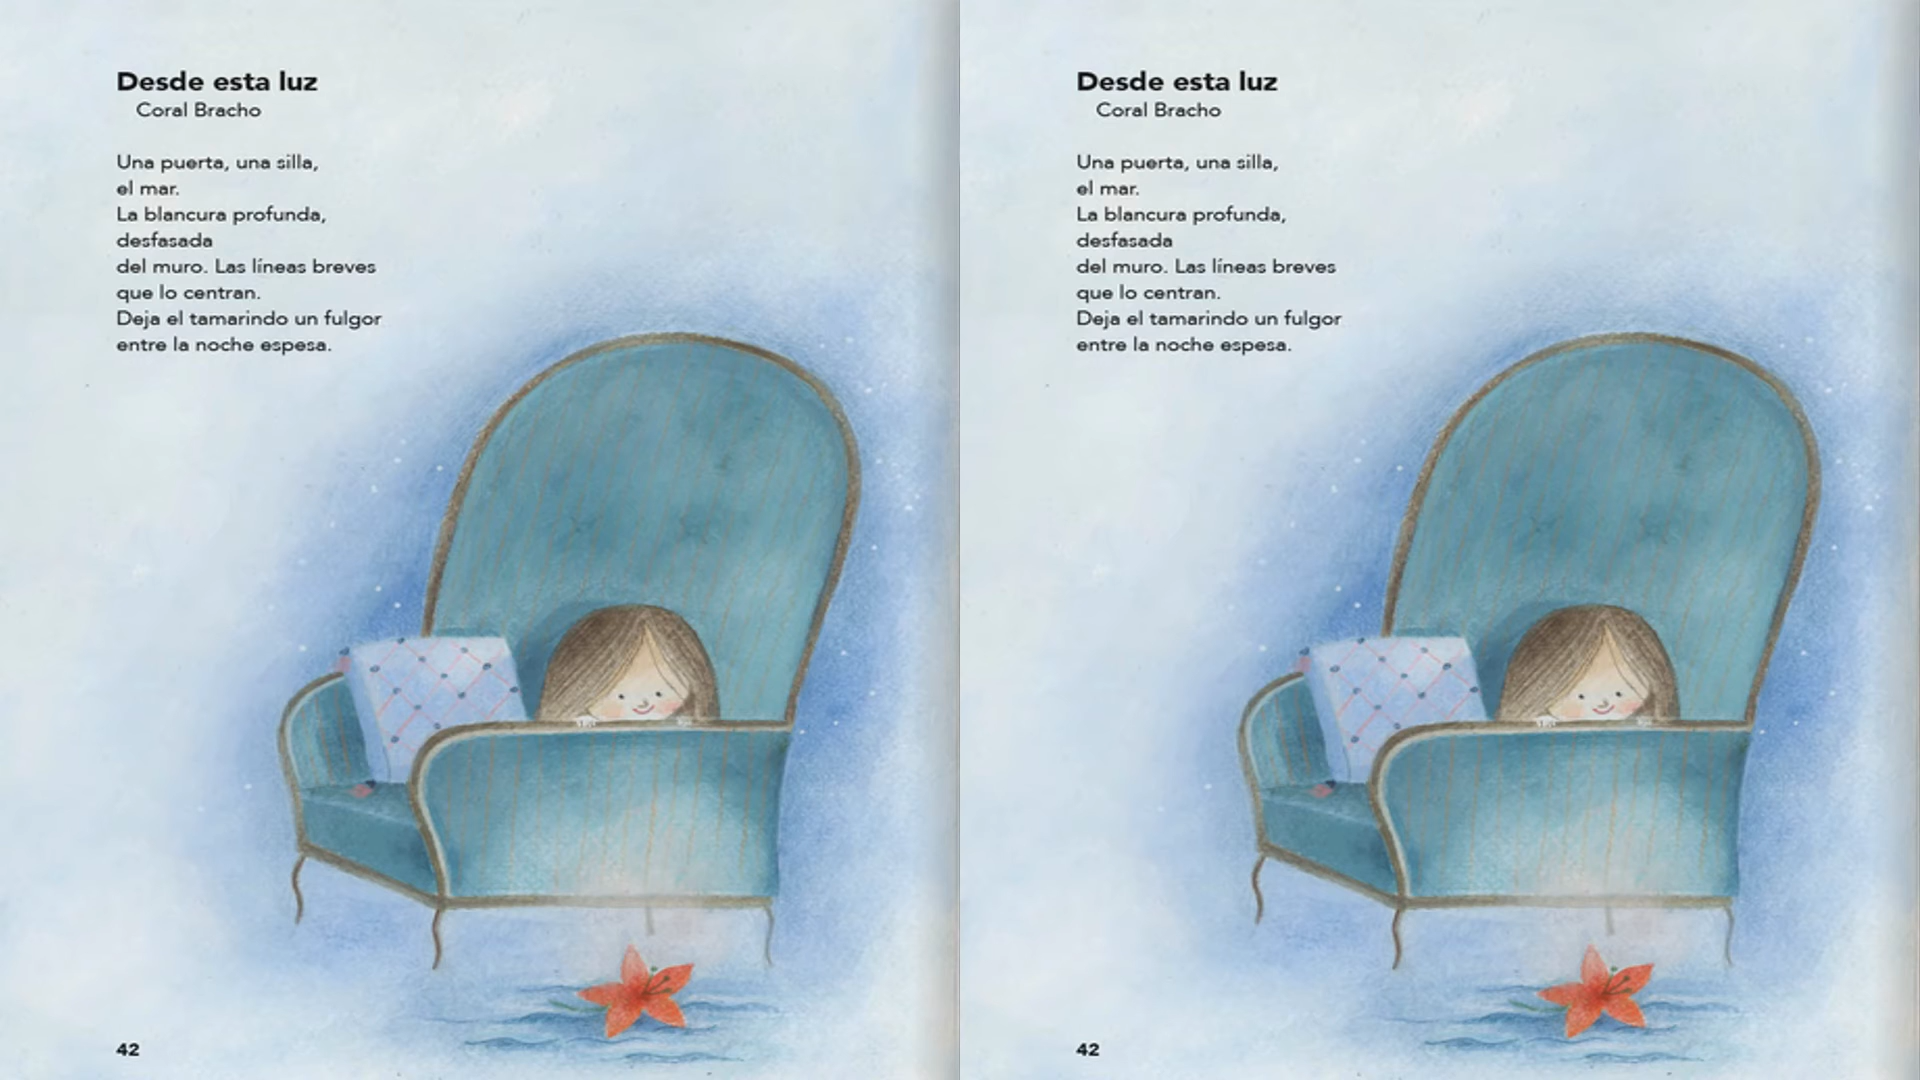 Desde esta luz
Coral Bracho
Una puerta, una silla,
el mar.
La blancura profunda,
desfasada
del muro. Las líneas breves
que lo centran.
Deja el tamarindo un fulgor
entre la noche espesa.
42
Desde esta luz
Coral Bracho
Una puerta, una silla,
el mar.
La blancura profunda,
desfasada
del muro. Las líneas breves
que lo centran.
Deja el tamarindo un fulgor
entre la noche espesa.
42